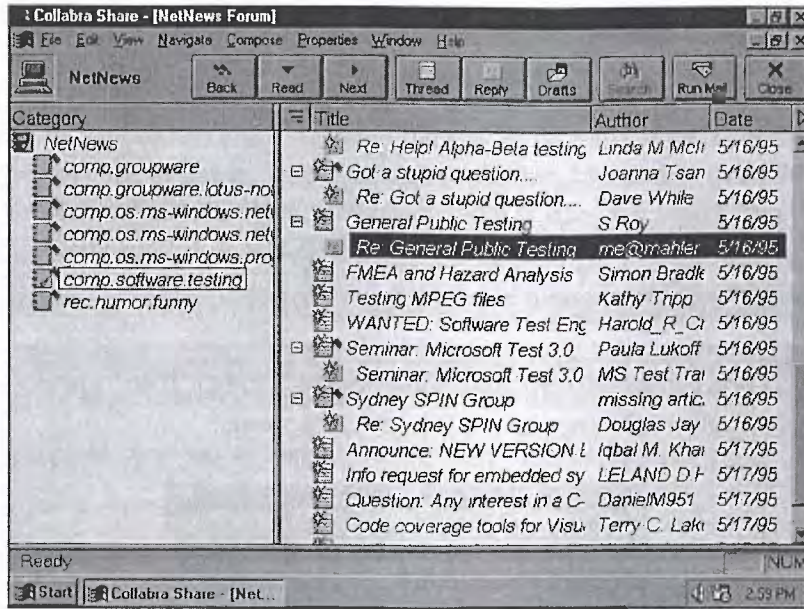 Collabra Share - [NetNews Forum]
File Edit View Navigate Compose Properties Window Help
NetNews
Back Read Next Thread Reply Drafts Search Run Mail Close
Category
NetNews
comp.groupware
comp.groupware.lotus-no
comp.os.ms-windows.net
comp.os.ms-windows.net
comp.os.ms-windows.pro
comp.software.testing
rec.humor.funny
Title Author Date
Re: Help! Alpha-Beta testing Linda M 5/16/95
Got a stupid question.... Joanna Tsan 5/16/95
Re: Got a stupid question.... Dave While 5/16/95
General Public Testing S Roy 5/16/95
Re: General Public Testing me@mahler 5/16/95
FMEA and Hazard Analysis Simon Bradle 5/16/95
Testing MPEG files Kathy Tripp 5/16/95
WANTED: Software Test Eng Harold_R_Cr 5/16/95
Seminar: Microsoft Test 3.0 Paula Lukoff 5/16/95
Seminar: Microsoft Test 3.0 MS Test Trai 5/16/95
Sydney SPIN Group missing artic. 5/16/95
Re: Sydney SPIN Group Douglas Jay 5/16/95
Announce: NEW VERSION Iqbal M. Khar 5/17/95
Info request for embedded sy LELAND D 5/17/95
Question: Any interest in a C- DanielM951 5/17/95
Code coverage tools for Visu Terry C. 5/17/95
Ready NUM
Start Collabra Share - [Net... 2:59 PM